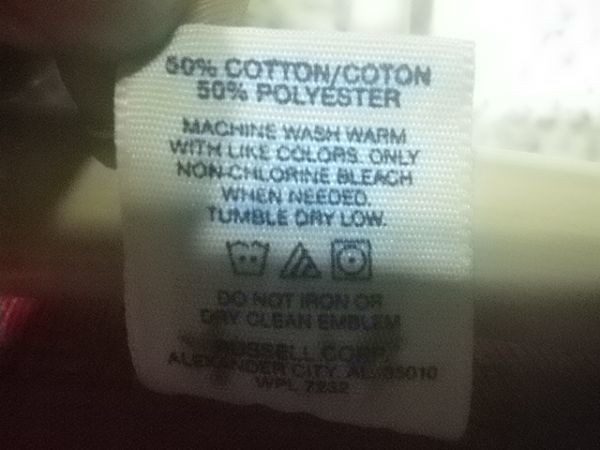 50% COTTON/COTON
50% POLYESTER
MACHINE WASH WARM
WITH LIKE COLORS. ONLY
NON-CHLORINE BLEACH
WHEN NEEDED.
TUMBLE DRY LOW.
DO NOT IRON OR
DRY CLEAN EMBLEM
RUSSELL CORP.
ALEXANDER CITY, AL. 35010
WPL 7232